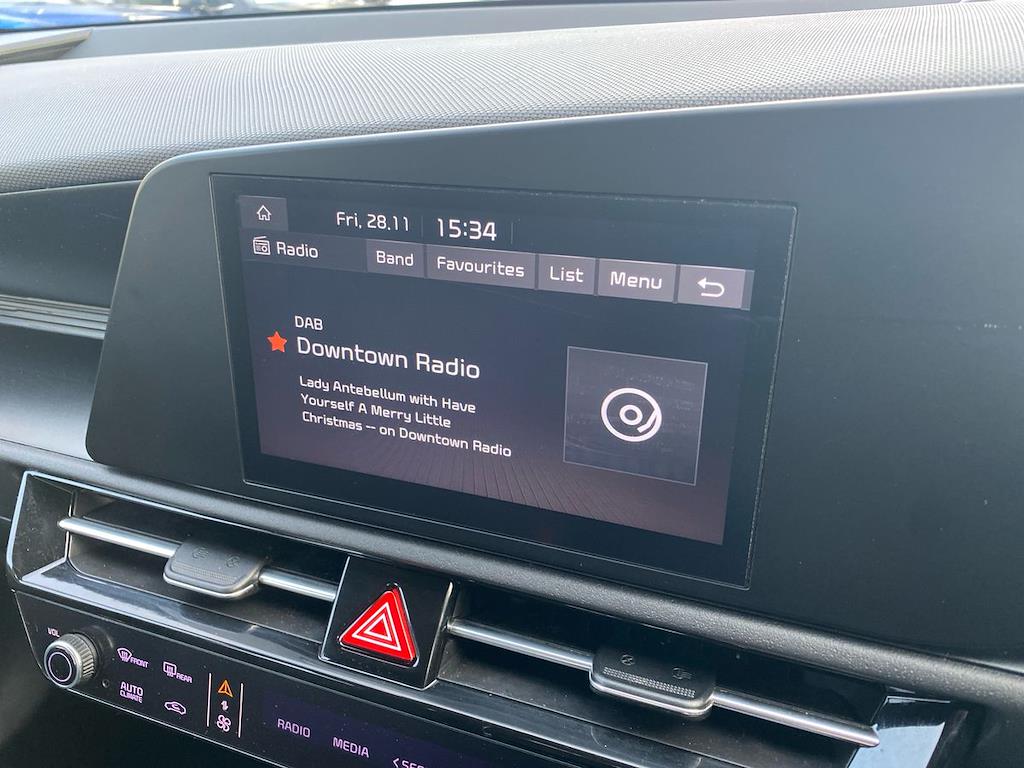 Fri, 28.11 15:34
Radio Band Favourites List Menu
DAB
Downtown Radio
Lady Antebellum with Have
Yourself A Merry Little
Christmas -- on Downtown Radio
VOL
FRONT
REAR
AUTO
CLIMATE
RADIO
MEDIA